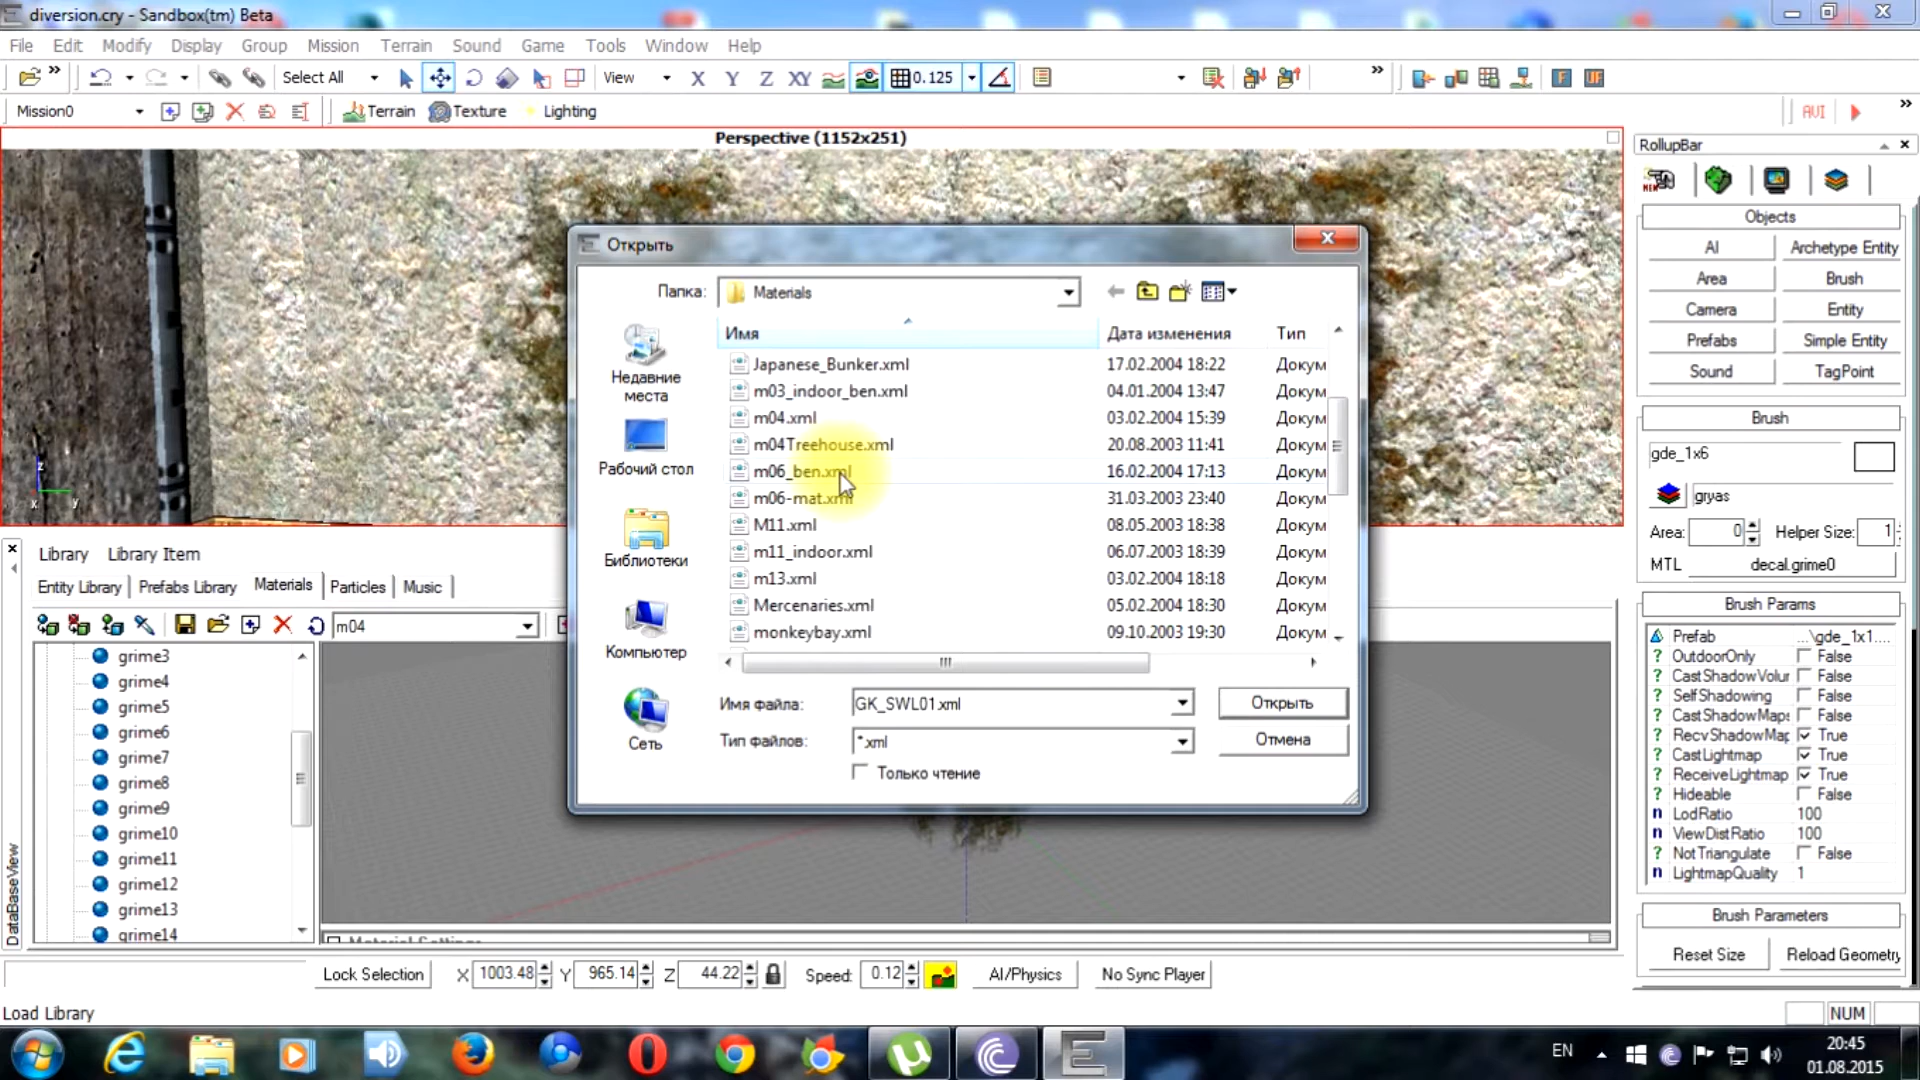 diversion.cry - Sandbox(tm) Beta
File Edit Modify Display Group Mission Terrain Sound Game Tools Window Help
Select All View X Y Z XY 0.125
Mission0 Terrain Texture Lighting AVI
Perspective (1152x251)
RollupBar
Objects
AI Archetype Entity
Area Brush
Camera Entity
Prefabs Simple Entity
Sound TagPoint
Brush
gde_1x6
gryas
Area: 0 Helper Size: 1
MTL decal.grime0
Brush Params
Prefab ...\gde_1x1....
OutdoorOnly False
CastShadowVolur False
SelfShadowing False
CastShadowMaps False
RecvShadowMap True
CastLightmap True
ReceiveLightmap True
Hideable False
LodRatio 100
ViewDistRatio 100
NotTriangulate False
LightmapQuality 1
Brush Parameters
Reset Size Reload Geometry
Открыть
Папка: Materials
Имя Дата изменения Тип
Japanese_Bunker.xml 17.02.2004 18:22 Докум
m03_indoor_ben.xml 04.01.2004 13:47 Докум
m04.xml 03.02.2004 15:39 Докум
m04Treehouse.xml 20.08.2003 11:41 Докум
m06_ben.xml 16.02.2004 17:13 Докум
m06-mat.xml 31.03.2003 23:40 Докум
M11.xml 08.05.2003 18:38 Докум
m11_indoor.xml 06.07.2003 18:39 Докум
m13.xml 03.02.2004 18:18 Докум
Mercenaries.xml 05.02.2004 18:30 Докум
monkeybay.xml 09.10.2003 19:30 Докум
Недавние
места
Рабочий стол
Библиотеки
Компьютер
Сеть
Имя файла: GK_SWL01.xml Открыть
Тип файлов: *.xml Отмена
Только чтение
Library Library Item
Entity Library Prefabs Library Materials Particles Music
m04
grime3
grime4
grime5
grime6
grime7
grime8
grime9
grime10
grime11
grime12
grime13
grime14
DataBaseView
Material Settings
Lock Selection X 1003.48 Y 965.14 Z 44.22 Speed: 0.12 AI/Physics No Sync Player
Load Library NUM
EN 20:45
01.08.2015